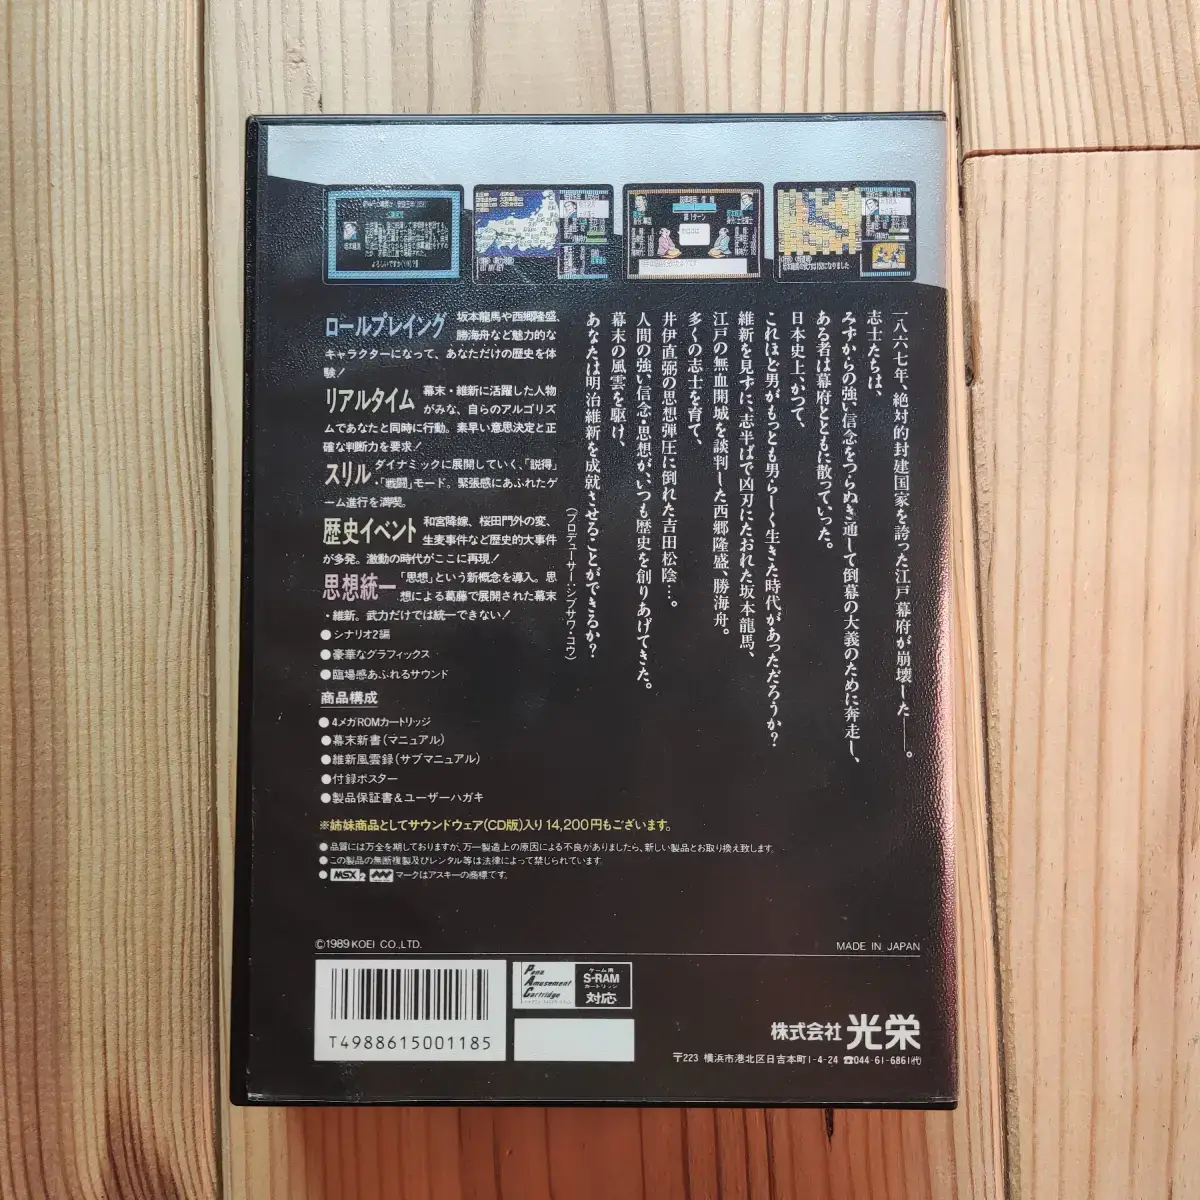 一八六七年、絶対的封建国家を誇った江戸幕府が崩壊した──。
志士たちは、
みずからの強い信念をつらぬき通して倒幕の大義のために奔走し、
ある者は幕府とともに散っていった。
日本史上、かつて、
これほど男がもっとも男らしく生きた時代があっただろうか?
維新を見ずに、志半ばで凶刃にたおれた坂本龍馬、
江戸の無血開城を談判した西郷隆盛、勝海舟。
多くの志士を育て、
井伊直弼の思想弾圧に倒れた吉田松陰…。
人間の強い信念・思想が、いつも歴史を創りあげてきた。
幕末の風雲を駆け、
あなたは明治維新を成就させることができるか?
(プロデューサー:シブサワ・コウ)
ロールプレイング 坂本龍馬や西郷隆盛、
勝海舟など魅力的な
キャラクターになって、あなただけの歴史を体
験!
リアルタイム 幕末・維新に活躍した人物
がみな、自らのアルゴリズ
ムであなたと同時に行動。素早い意思決定と正
確な判断力を要求!
スリル ダイナミックに展開していく、「説得」
・「戦闘」モード。緊張感にあふれたゲ
ーム進行を満喫。
歴史イベント 和宮降嫁、桜田門外の変、
生麦事件など歴史的大事件
が多発。激動の時代がここに再現!
思想統一 「思想」という新概念を導入。思
想による葛藤で展開された幕末
・維新。武力だけでは統一できない!
●シナリオ2編
●豪華なグラフィックス
●臨場感あふれるサウンド
商品構成
●4メガROMカートリッジ
●幕末新書(マニュアル)
●維新風雲録(サブマニュアル)
●付録ポスター
●製品保証書&ユーザーハガキ
※姉妹商品としてサウンドウェア(CD版)入り14,200円もございます。
●品質には万全を期しておりますが、万一製造上の原因による不良がありましたら、新しい製品とお取り換え致します。
●この製品の無断複製及びレンタル等は法律によって禁じられています。
●MSX2 マークはアスキーの商標です。
©1989 KOEI CO.,LTD.
MADE IN JAPAN
T4988615001185
Pana
Amusement
Cartridge
ゲーム用
S-RAM
カートリッジ
対応
株式会社 光栄
〒223 横浜市港北区日吉本町1-4-24 ☎044-61-6861(代)